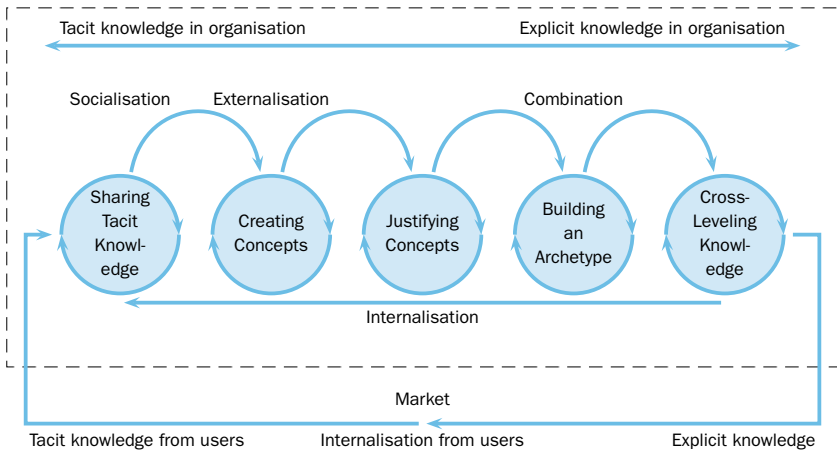 Tacit knowledge in organisation
Explicit knowledge in organisation
Socialisation
Externalisation
Combination
Sharing
Tacit
Knowl-
edge
Creating
Concepts
Justifying
Concepts
Building
an
Archetype
Cross-
Leveling
Knowl-
edge
Internalisation
Market
Tacit knowledge from users
Internalisation from users
Explicit knowledge